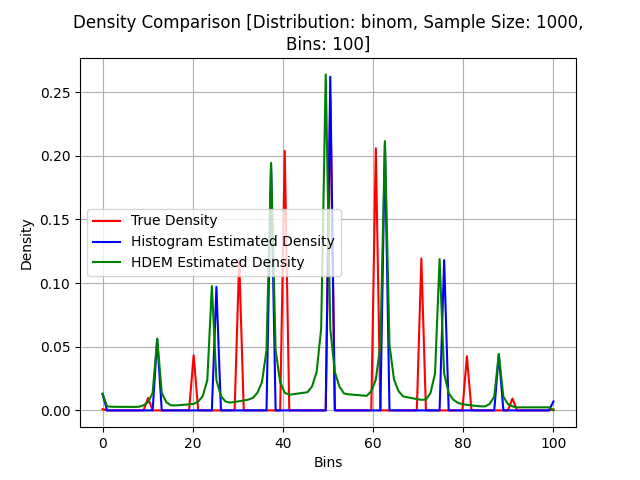 Density Comparison [Distribution: binom, Sample Size: 1000,
Bins: 100]
Density
0.25
0.20
0.15
0.10
0.05
0.00
True Density
Histogram Estimated Density
HDEM Estimated Density
0 20 40 60 80 100
Bins